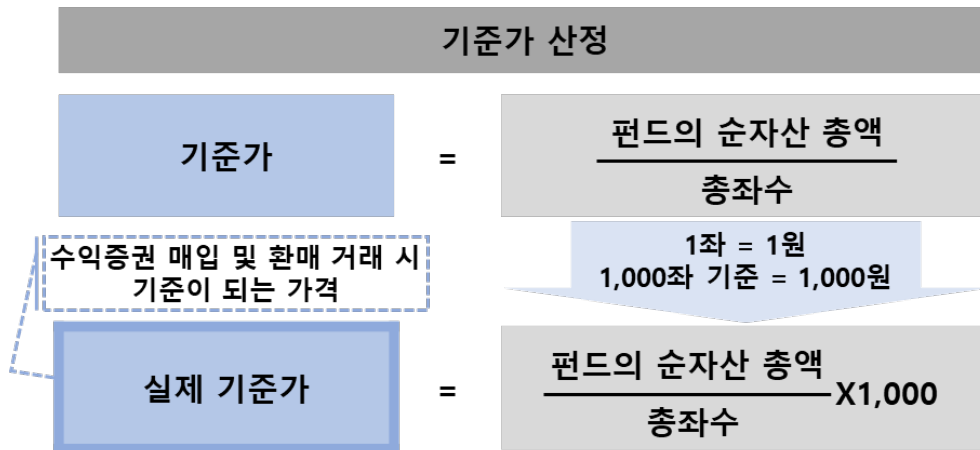 기준가 산정
기준가
=
펀드의 순자산 총액
총좌수
수익증권 매입 및 환매 거래 시
기준이 되는 가격
1좌 = 1원
1,000좌 기준 = 1,000원
실제 기준가
=
펀드의 순자산 총액
총좌수
X1,000